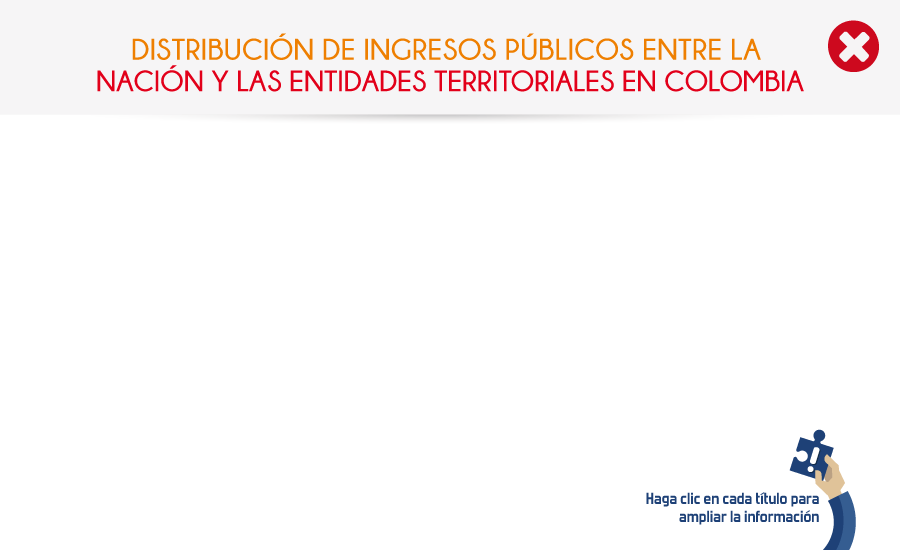 DISTRIBUCIÓN DE INGRESOS PÚBLICOS ENTRE LA
NACIÓN Y LAS ENTIDADES TERRITORIALES EN COLOMBIA
Haga clic en cada título para
ampliar la información